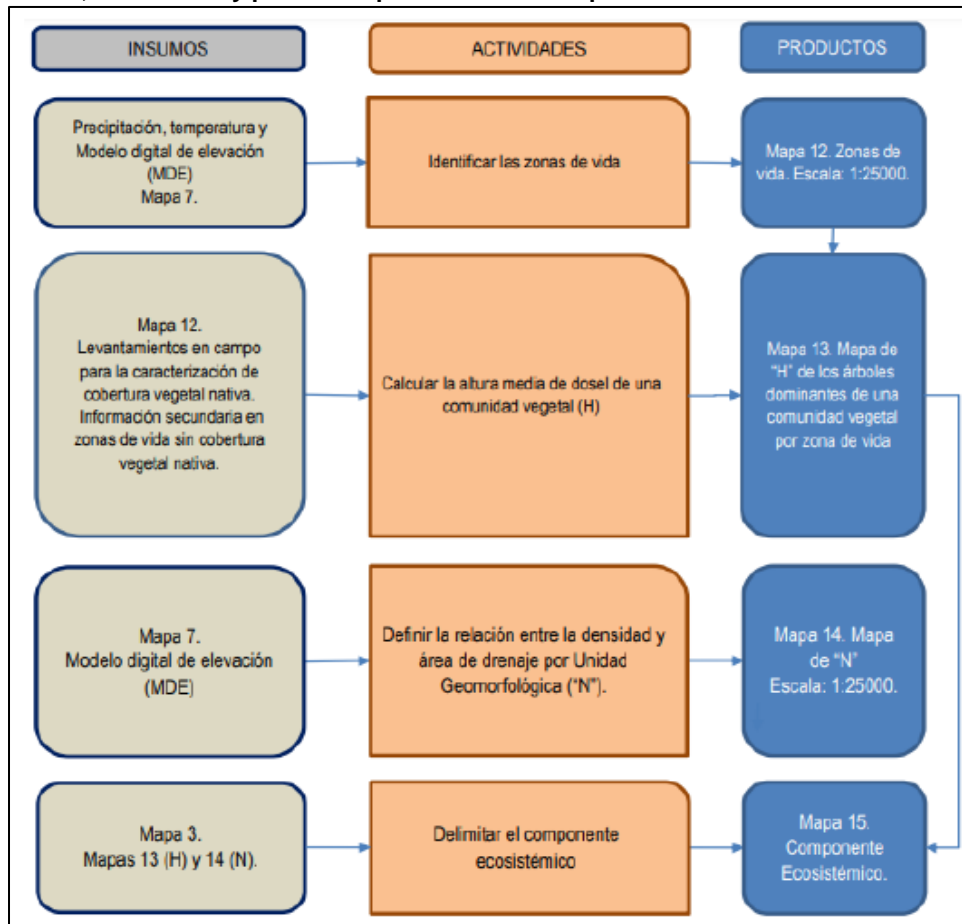 INSUMOS
ACTIVIDADES
PRODUCTOS
Precipitación, temperatura y
Modelo digital de elevación
(MDE)
Mapa 7.
Identificar las zonas de vida
Mapa 12. Zonas de
vida. Escala: 1:25000.
Mapa 12.
Levantamientos en campo
para la caracterización de
cobertura vegetal nativa.
Información secundaria en
zonas de vida sin cobertura
vegetal nativa.
Calcular la altura media de dosel de una
comunidad vegetal (H)
Mapa 13. Mapa de
"H" de los árboles
dominantes de una
comunidad vegetal
por zona de vida
Mapa 7.
Modelo digital de elevación
(MDE)
Definir la relación entre la densidad y
área de drenaje por Unidad
Geomorfológica ("N").
Mapa 14. Mapa
de "N"
Escala: 1:25000.
Mapa 3.
Mapas 13 (H) y 14 (N).
Delimitar el componente
ecosistémico
Mapa 15.
Componente
Ecosistémico.